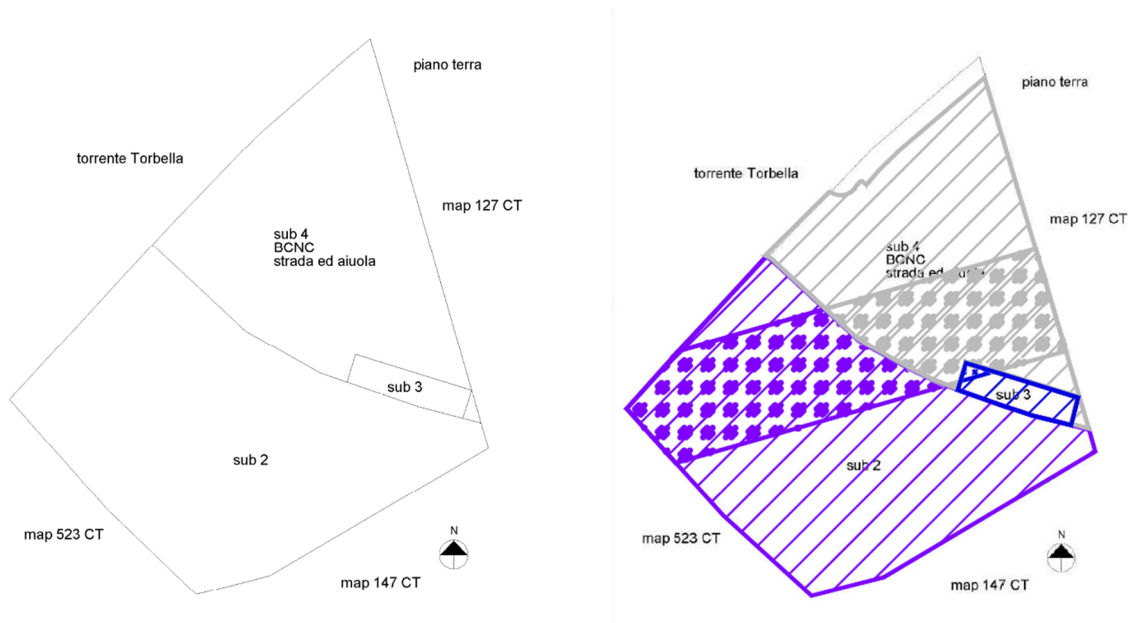 piano terra
torrente Torbella
map 127 CT
sub 4
BCNC
strada ed aiuola
sub 3
sub 2
map 523 CT
N
map 147 CT
piano terra
torrente Torbella
map 127 CT
sub 4
BCNC
strada ed aiuola
sub 3
sub 2
map 523 CT
N
map 147 CT